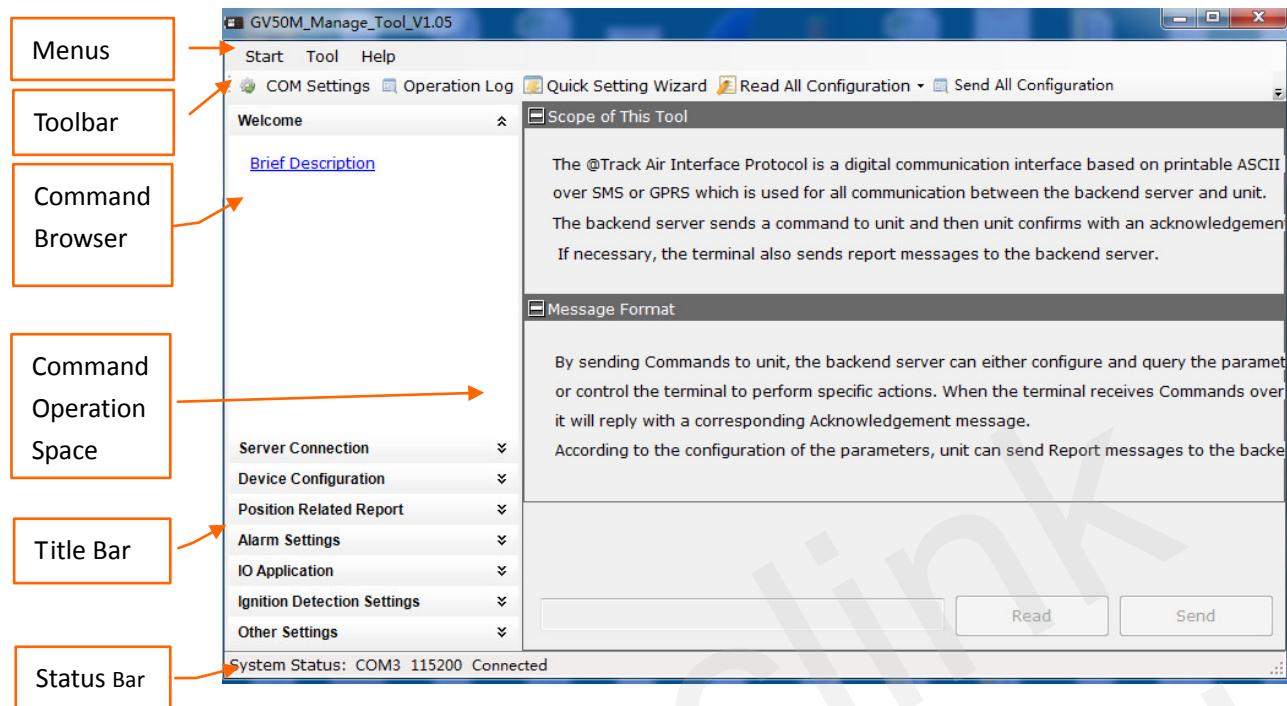 GV50M_Manage_Tool_V1.05
Menus
Start Tool Help
COM Settings Operation Log Quick Setting Wizard Read All Configuration Send All Configuration
Toolbar
Welcome
Scope of This Tool
Brief Description
The @Track Air Interface Protocol is a digital communication interface based on printable ASCII
over SMS or GPRS which is used for all communication between the backend server and unit.
The backend server sends a command to unit and then unit confirms with an acknowledgemen
If necessary, the terminal also sends report messages to the backend server.
Command
Browser
Message Format
By sending Commands to unit, the backend server can either configure and query the paramet
or control the terminal to perform specific actions. When the terminal receives Commands over
it will reply with a corresponding Acknowledgement message.
According to the configuration of the parameters, unit can send Report messages to the backe
Command
Operation
Space
Server Connection
Device Configuration
Position Related Report
Alarm Settings
Title Bar
IO Application
Ignition Detection Settings
Other Settings
Read Send
System Status: COM3 115200 Connected
Status Bar